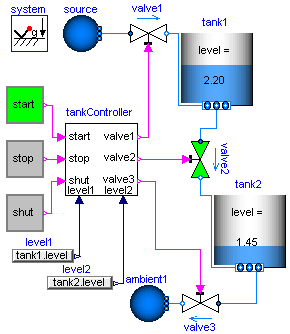 system
source
valve1
tank1
g
level =
2.20
start
tankController
start
valve1
stop
stop
valve2
valve2
shut
shut
valve3
level1
level2
tank2
level1
tank1.level
level =
level2
tank2.level
1.45
ambient1
valve3